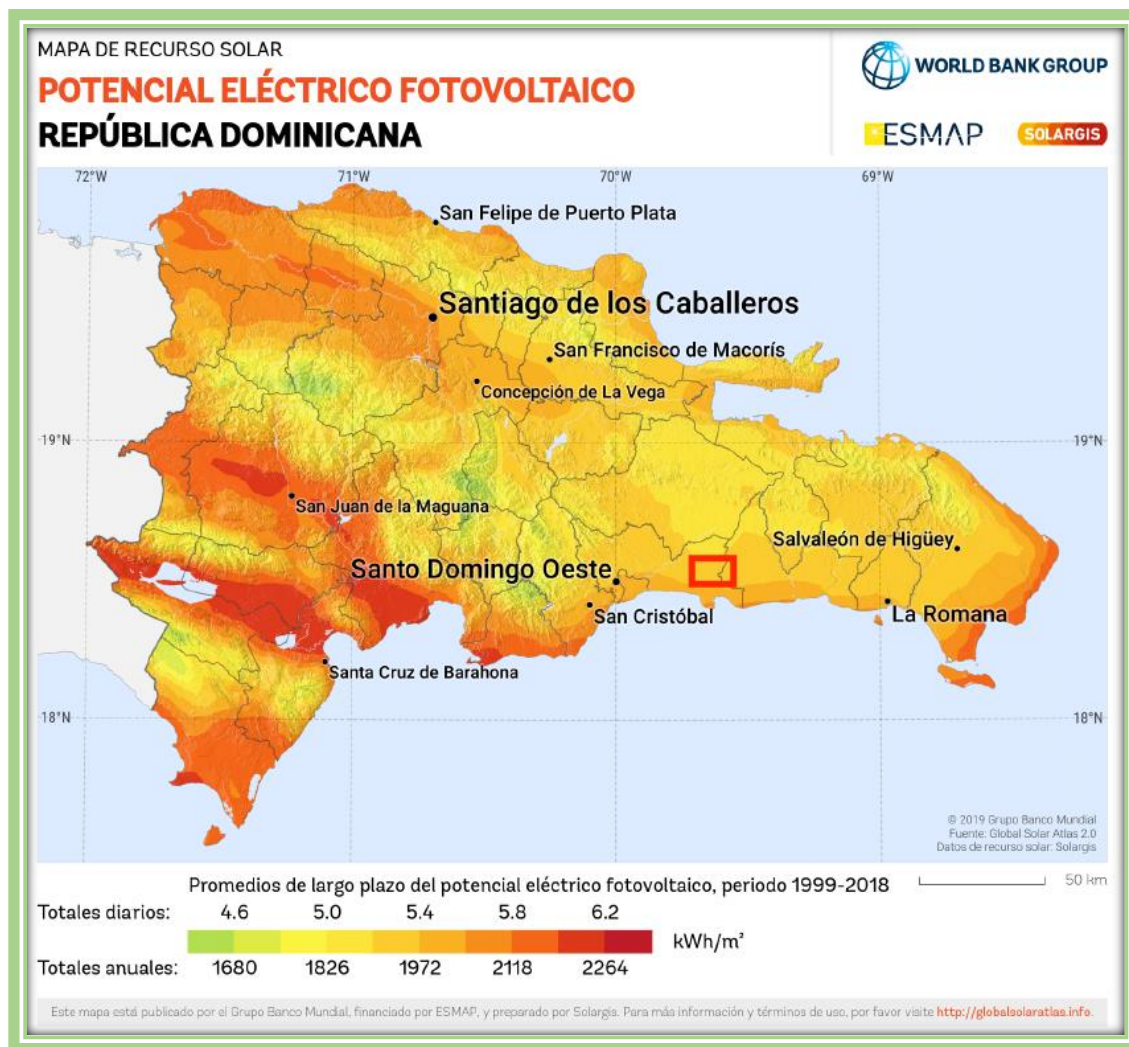 MAPA DE RECURSO SOLAR
POTENCIAL ELÉCTRICO FOTOVOLTAICO
REPÚBLICA DOMINICANA
WORLD BANK GROUP
ESMAP
SOLARGIS
72°W
71°W
70°W
69°W
San Felipe de Puerto Plata
Santiago de los Caballeros
San Francisco de Macorís
Concepción de La Vega
19°N
19°N
San Juan de la Maguana
Salvaleón de Higüey
Santo Domingo Oeste
San Cristóbal
La Romana
Santa Cruz de Barahona
18°N
18°N
© 2019 Grupo Banco Mundial
Fuente: Global Solar Atlas 2.0
Datos de recurso solar: Solargis
Promedios de largo plazo del potencial eléctrico fotovoltaico, periodo 1999-2018
50 km
Totales diarios: 4.6 5.0 5.4 5.8 6.2
kWh/m²
Totales anuales: 1680 1826 1972 2118 2264
Este mapa está publicado por el Grupo Banco Mundial, financiado por ESMAP, y preparado por Solargis. Para más información y términos de uso, por favor visite http://globalsolaratlas.info.